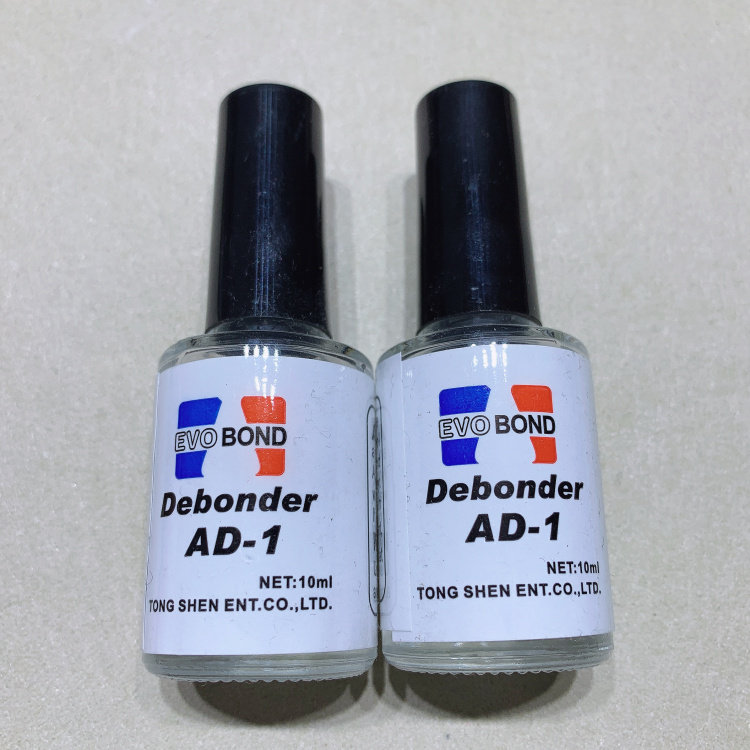 EVO BOND
Debonder
AD-1
NET:10ml
TONG SHEN ENT.CO.,LTD.
EVO BOND
Debonder
AD-1
NET:10ml
TONG SHEN ENT.CO.,LTD.